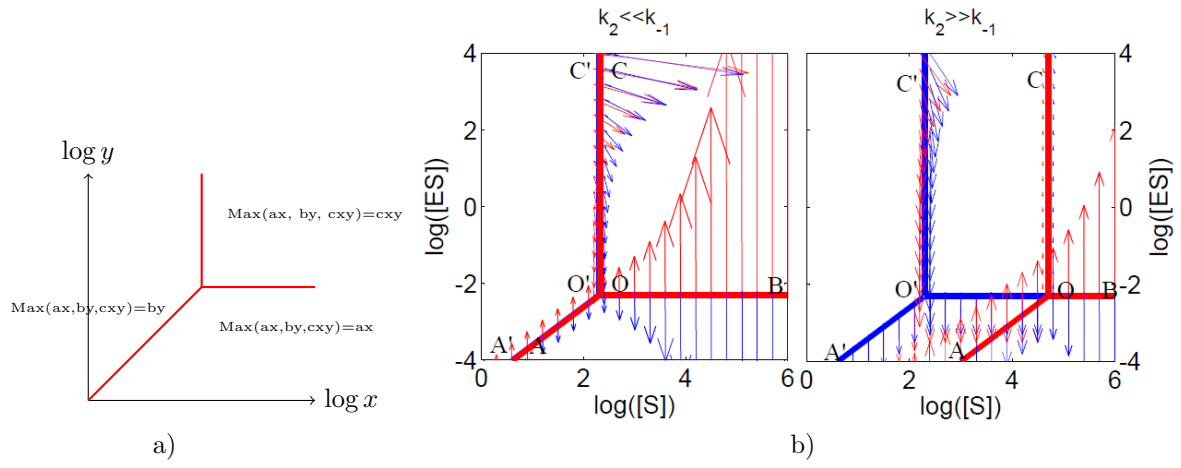 log y
Max(ax, by, cxy)=cxy
Max(ax,by,cxy)=by
Max(ax,by,cxy)=ax
log x
a)
k2<<k-1
4
2
0
-2
-4
log([ES])
C' C
O' O
B
A' A
0 2 4 6
log([S])
k2>>k-1
C' C
O' O B
A' A
0 2 4 6
log([S])
4
2
0
-2
-4
log([ES])
b)